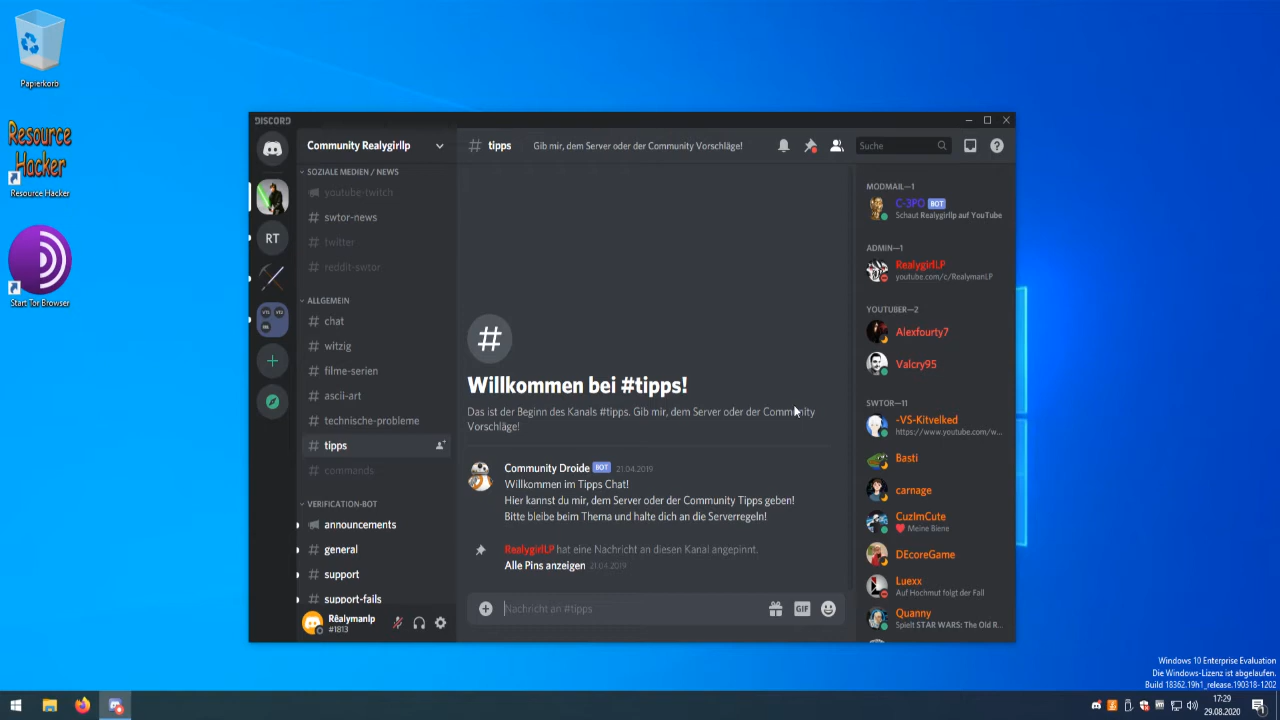 Papierkorb
Resource
Hacker
Resource Hacker
Start Tor Browser
DISCORD
Community Realygirllp
tipps
Gib mir, dem Server oder der Community Vorschläge!
Suche
RT
SOZIALE MEDIEN / NEWS
youtube-twitch
swtor-news
twitter
reddit-swtor
ALLGEMEIN
chat
witzig
filme-serien
ascii-art
technische-probleme
tipps
commands
VERIFICATION-BOT
announcements
general
support
support-fails
Rêalymanlp
#1813
Willkommen bei #tipps!
Das ist der Beginn des Kanals #tipps. Gib mir, dem Server oder der Community
Vorschläge!
Community Droide BOT 21.04.2019
Willkommen im Tipps Chat!
Hier kannst du mir, dem Server oder der Community Tipps geben!
Bitte bleibe beim Thema und halte dich an die Serverregeln!
RealygirlLP hat eine Nachricht an diesen Kanal angepinnt.
Alle Pins anzeigen 21.04.2019
Nachricht an #tipps
GIF
MODMAIL—1
C-3PO BOT
Schaut Realygirllp auf YouTube
ADMIN—1
RealygirlLP
youtube.com/c/RealymanLP
YOUTUBER—2
Alexfourty7
Valcry95
SWTOR—11
-VS-Kitvelked
https://www.youtube.com/w...
Basti
carnage
CuzImCute
Meine Biene
DEcoreGame
Luexx
Auf Hochmut folgt der Fall
Quanny
Spielt STAR WARS: The Old R...
Windows 10 Enterprise Evaluation
Die Windows-Lizenz ist abgelaufen.
Build 18362.19h1_release.190318-1202
17:29
29.08.2020